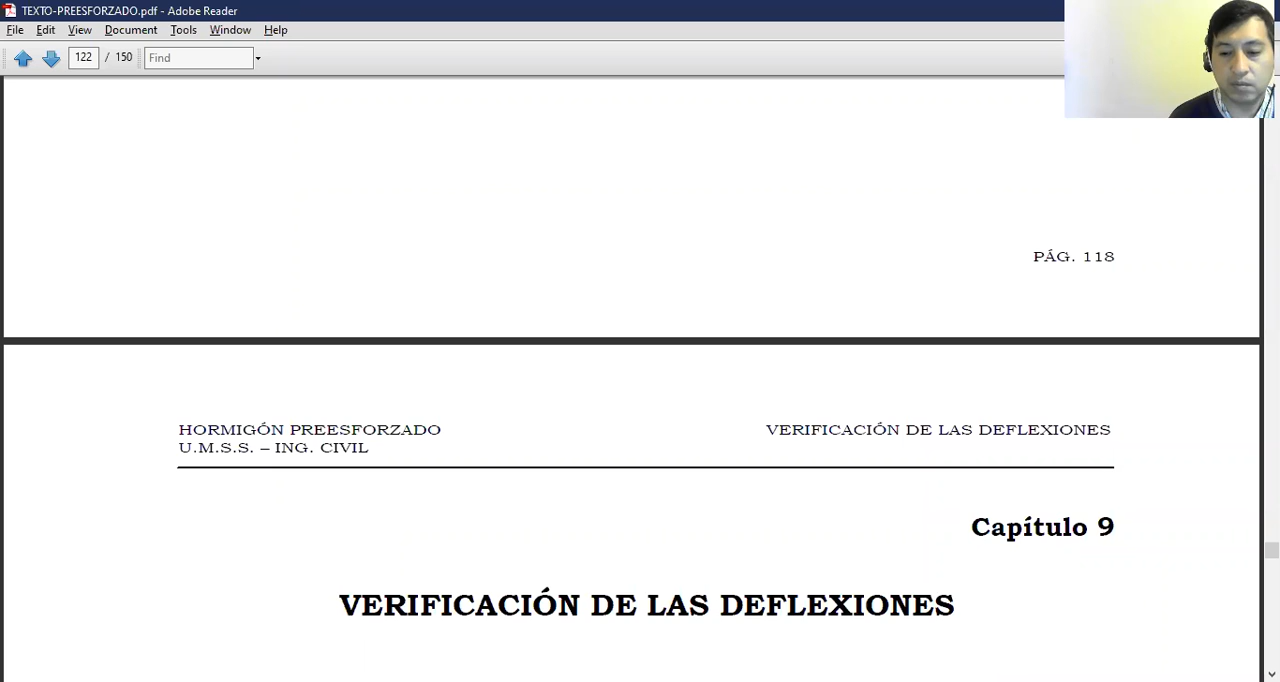 TEXTO-PREESFORZADO.pdf - Adobe Reader
File Edit View Document Tools Window Help
122 / 150 Find
PÁG. 118
HORMIGÓN PREESFORZADO VERIFICACIÓN DE LAS DEFLEXIONES
U.M.S.S. – ING. CIVIL
Capítulo 9
VERIFICACIÓN DE LAS DEFLEXIONES